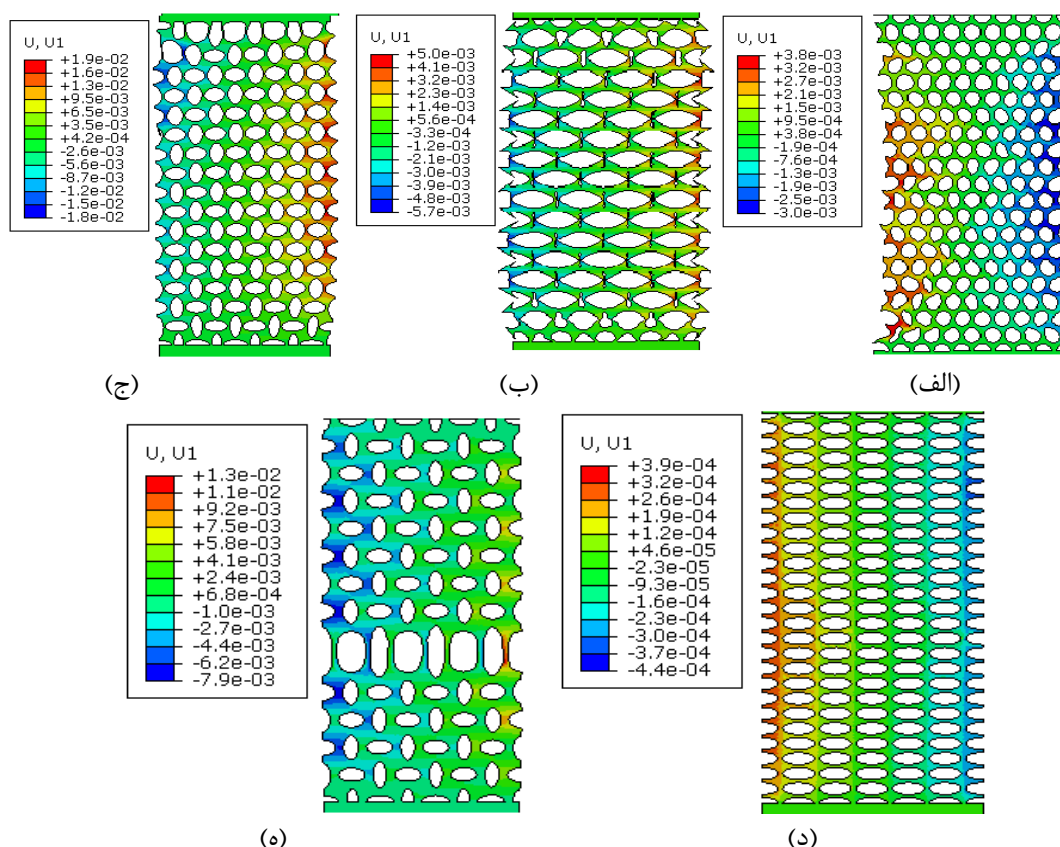 U, U1
+1.9e-02
+1.6e-02
+1.3e-02
+9.5e-03
+6.5e-03
+3.5e-03
+4.2e-04
-2.6e-03
-5.6e-03
-8.7e-03
-1.2e-02
-1.5e-02
-1.8e-02
U, U1
+5.0e-03
+4.1e-03
+3.2e-03
+2.3e-03
+1.4e-03
+5.6e-04
-3.3e-04
-1.2e-03
-2.1e-03
-3.0e-03
-3.9e-03
-4.8e-03
-5.7e-03
U, U1
+3.8e-03
+3.2e-03
+2.7e-03
+2.1e-03
+1.5e-03
+9.5e-04
+3.8e-04
-1.9e-04
-7.6e-04
-1.3e-03
-1.9e-03
-2.5e-03
-3.0e-03
(ج)
(ب)
(الف)
U, U1
+1.3e-02
+1.1e-02
+9.2e-03
+7.5e-03
+5.8e-03
+4.1e-03
+2.4e-03
+6.8e-04
-1.0e-03
-2.7e-03
-4.4e-03
-6.2e-03
-7.9e-03
U, U1
+3.9e-04
+3.2e-04
+2.6e-04
+1.9e-04
+1.2e-04
+4.6e-05
-2.3e-05
-9.3e-05
-1.6e-04
-2.3e-04
-3.0e-04
-3.7e-04
-4.4e-04
(ه)
(د)